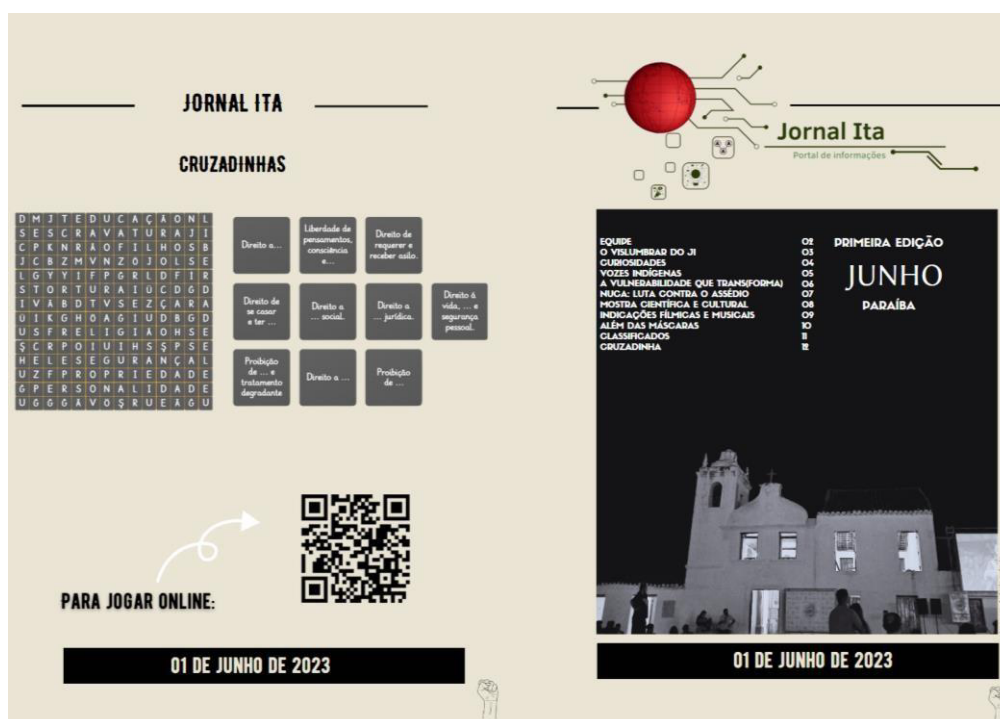 JORNAL ITA
CRUZADINHAS
D M J T E D U C A Ç Ã O N L
S E S C R A V A T U R A J I
C P K N R Ã O F I L H O S B
J C B Z M V N Z O J O L S E
L G Y Y I F P G R L D F I R
S T O R T U R A I Ü C D G D
I V Á B D T V S E Z Ç A R A
Ü I K G H O A G I U D B G D
U S F R E L I G I Ã O H S E
Ş C R P O I U I H S Ş P S E
H E L E S E G U R A N Ç A L
U Z F P R O P R I E D A D E
G P E R S O N A L I D A D E
U G G G Ã V O Ş R U E Ã G U
Direito a...
Liberdade de
pensamentos,
consciência
e...
Direito de
requerer e
receber asilo.
Direito de
se casar
e ter ...
Direito a
... social.
Direito a
... jurídica.
Direito à
vida, ... e
segurança
pessoal.
Proibição
de ... e
tratamento
degradante
Direito a ...
Proibição
de ...
PARA JOGAR ONLINE:
01 DE JUNHO DE 2023
Jornal Ita
Portal de informações
EQUIPE 02
O VISLUMBRAR DO JI 03
CURIOSIDADES 04
VOZES INDÍGENAS 05
A VULNERABILIDADE QUE TRANS(FORMA) 06
NUCA: LUTA CONTRA O ASSÉDIO 07
MOSTRA CIENTÍFICA E CULTURAL 08
INDICAÇÕES FÍLMICAS E MUSICAIS 09
ALÉM DAS MÁSCARAS 10
CLASSIFICADOS 11
CRUZADINHA 12
PRIMEIRA EDIÇÃO
JUNHO
PARAÍBA
01 DE JUNHO DE 2023